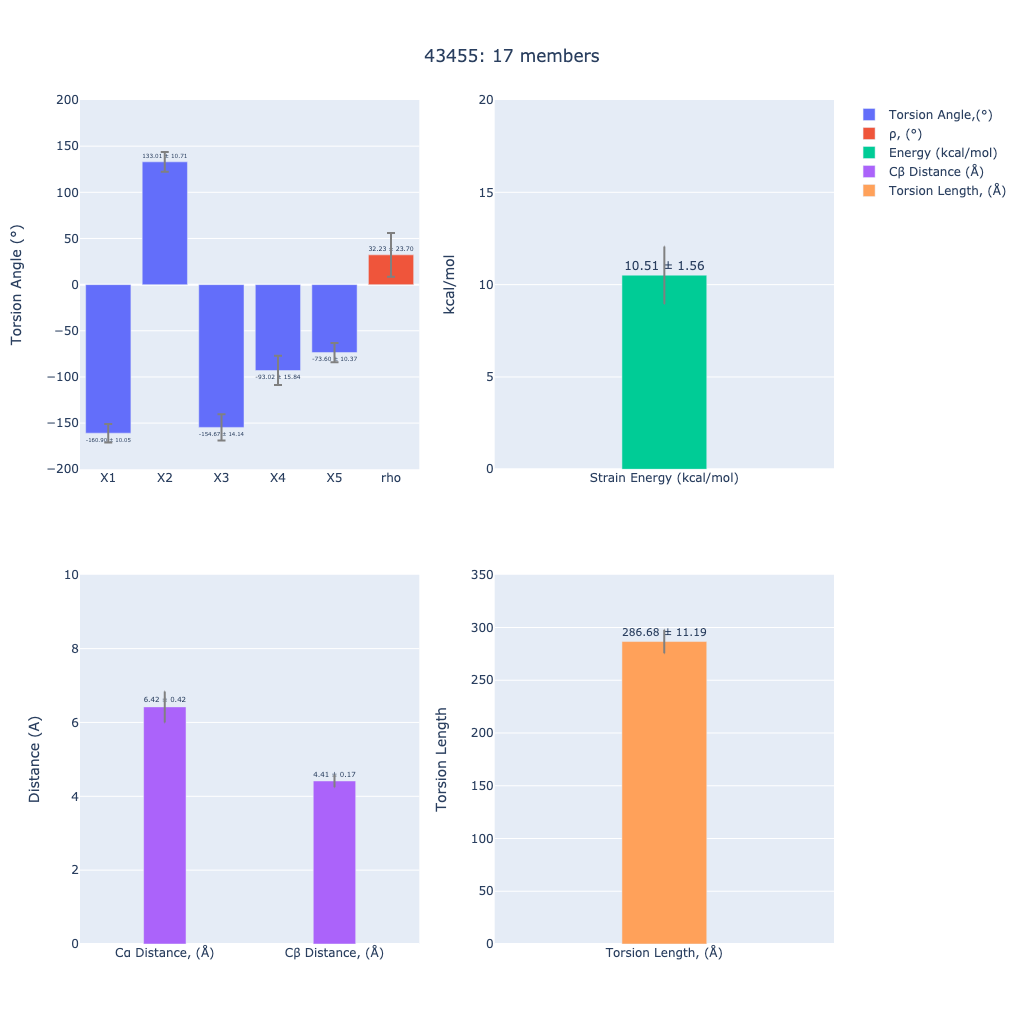 43455: 17 members
Torsion Angle (°)
200
150
100
50
0
−50
−100
−150
−200
133.01 ± 10.71
32.23 ± 23.70
-73.60 ± 10.37
-93.02 ± 15.84
-154.67 ± 14.14
± 10.05
X1 X2 X3 X4 X5 rho
kcal/mol
20
15
10
5
0
10.51 ± 1.56
Strain Energy (kcal/mol)
Torsion Angle,(°)
ρ, (°)
Energy (kcal/mol)
Cβ Distance (Å)
Torsion Length, (Å)
Distance (A)
10
8
6
4
2
0
6.42 ± 0.42
4.41 ± 0.17
Cα Distance, (Å) Cβ Distance, (Å)
Torsion Length
350
300
250
200
150
100
50
0
286.68 ± 11.19
Torsion Length, (Å)